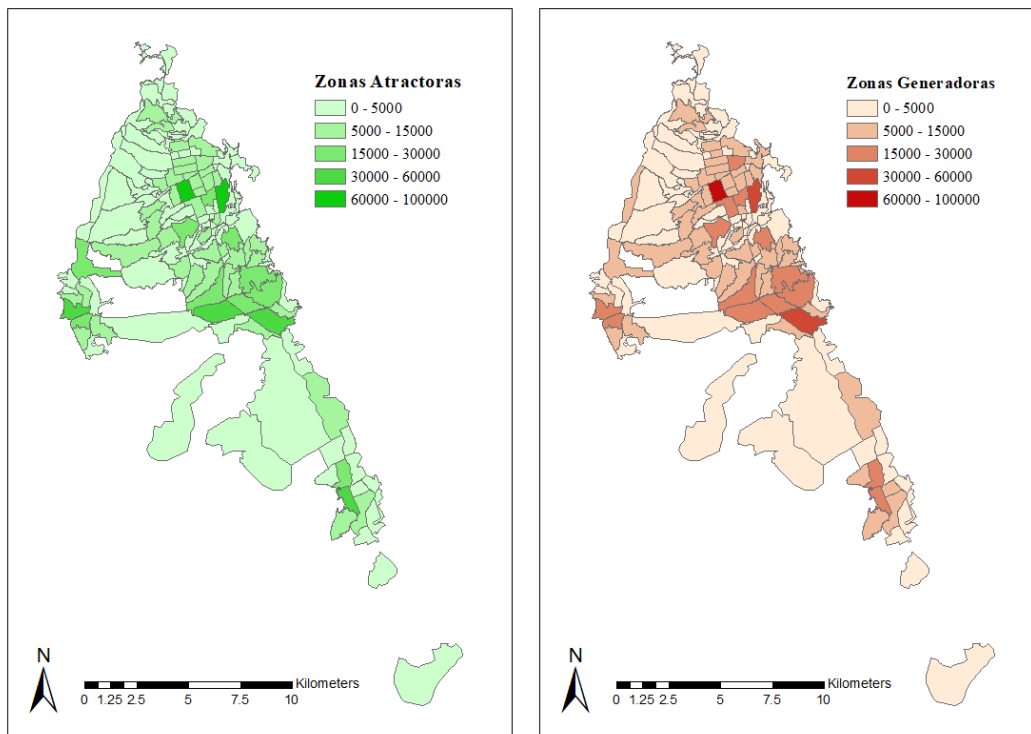 Zonas Atractoras
0 - 5000
5000 - 15000
15000 - 30000
30000 - 60000
60000 - 100000
N
Kilometers
0 1.25 2.5 5 7.5 10
Zonas Generadoras
0 - 5000
5000 - 15000
15000 - 30000
30000 - 60000
60000 - 100000
N
Kilometers
0 1.25 2.5 5 7.5 10